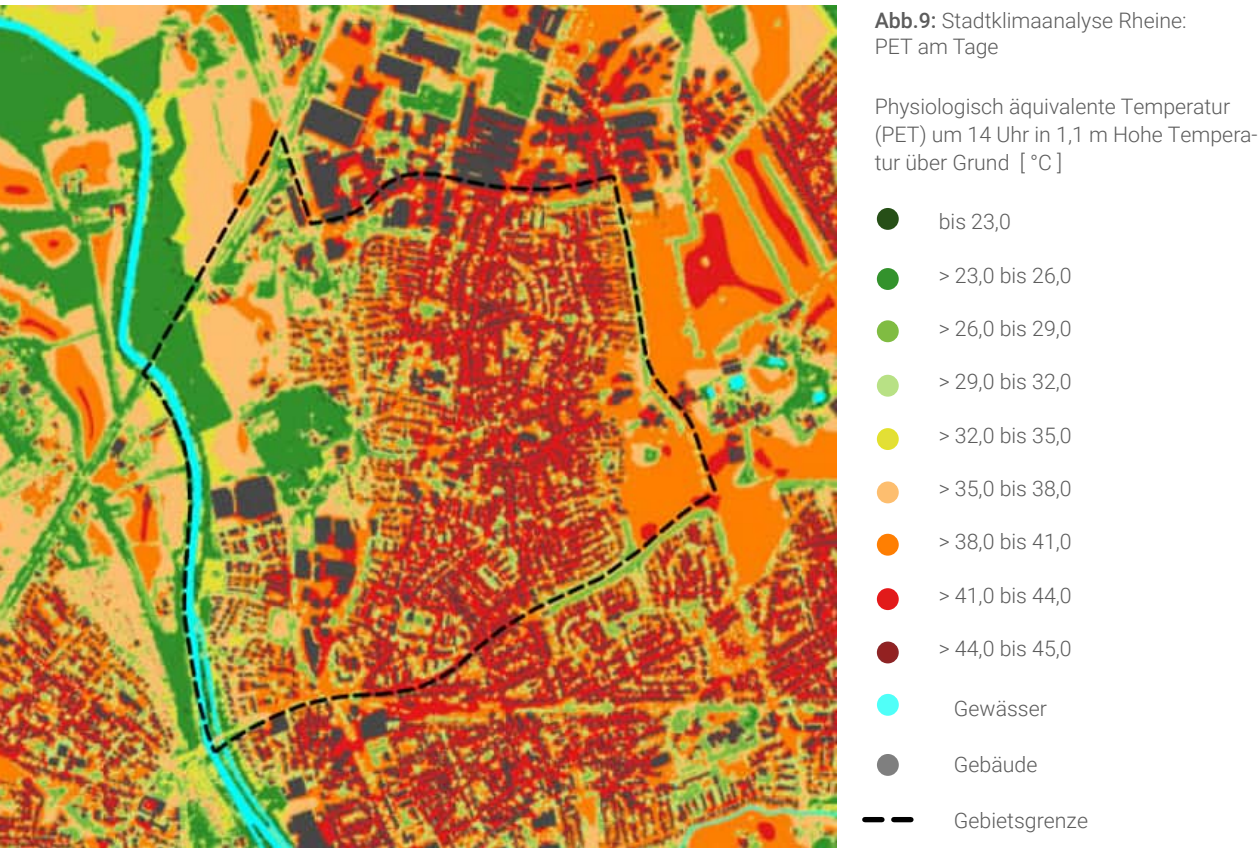 Abb.9: Stadtklimaanalyse Rheine:
PET am Tage
Physiologisch äquivalente Temperatur
(PET) um 14 Uhr in 1,1 m Hohe Tempera-
tur über Grund [ °C ]
bis 23,0
> 23,0 bis 26,0
> 26,0 bis 29,0
> 29,0 bis 32,0
> 32,0 bis 35,0
> 35,0 bis 38,0
> 38,0 bis 41,0
> 41,0 bis 44,0
> 44,0 bis 45,0
Gewässer
Gebäude
Gebietsgrenze